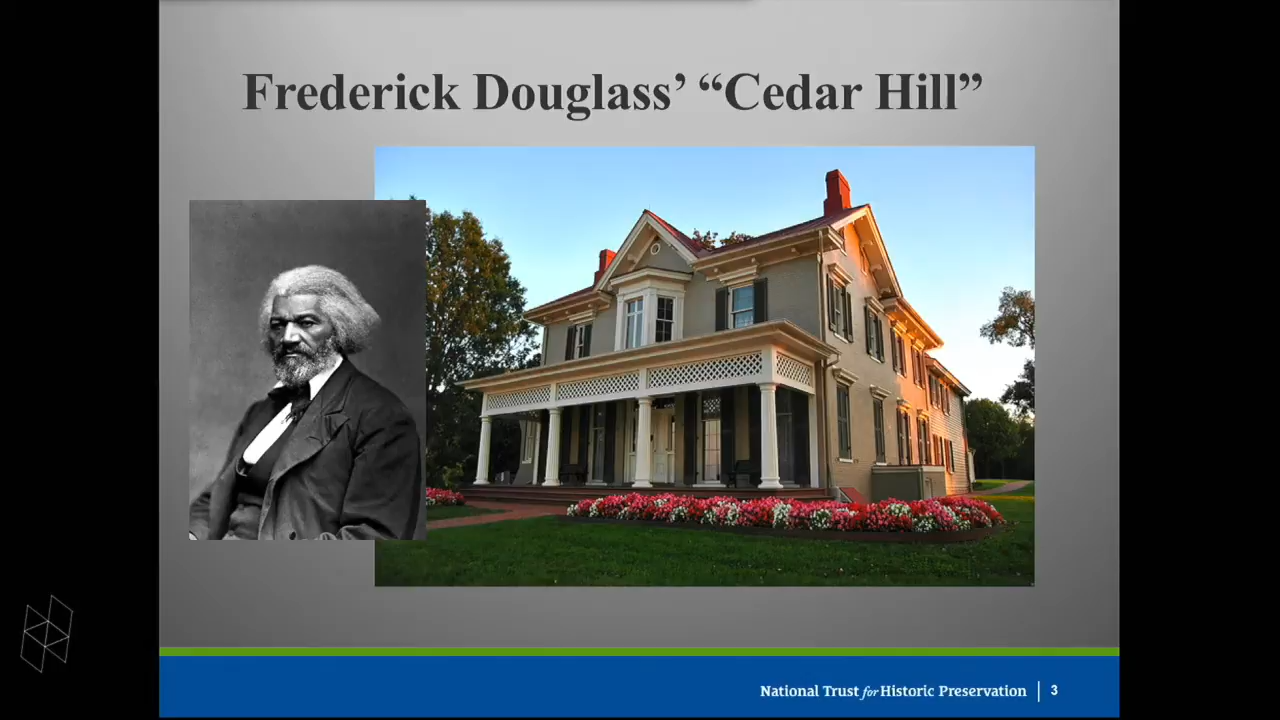 Frederick Douglass’ “Cedar Hill”
National Trust for Historic Preservation | 3